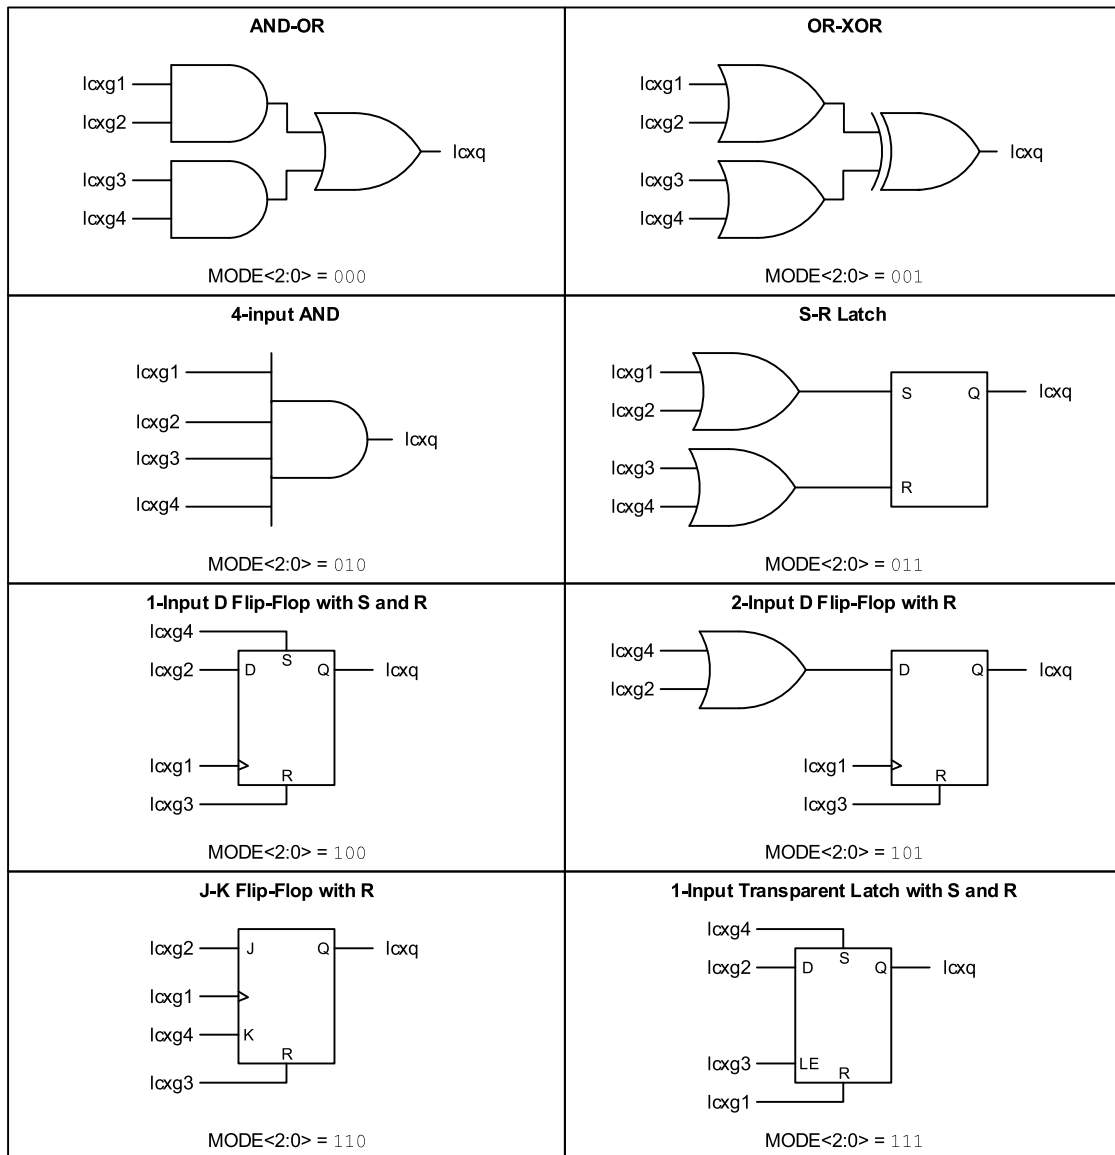 AND-OR
lcxg1
lcxg2
lcxg3
lcxg4
lcxq
MODE<2:0> = 000
OR-XOR
lcxg1
lcxg2
lcxg3
lcxg4
lcxq
MODE<2:0> = 001
4-input AND
lcxg1
lcxg2
lcxg3
lcxg4
lcxq
MODE<2:0> = 010
S-R Latch
lcxg1
lcxg2
lcxg3
lcxg4
S
Q
R
lcxq
MODE<2:0> = 011
1-Input D Flip-Flop with S and R
lcxg4
lcxg2
D
S
Q
lcxq
lcxg1
R
lcxg3
MODE<2:0> = 100
2-Input D Flip-Flop with R
lcxg4
lcxg2
D
Q
lcxq
lcxg1
R
lcxg3
MODE<2:0> = 101
J-K Flip-Flop with R
lcxg2
J
Q
lcxq
lcxg1
lcxg4
K
R
lcxg3
MODE<2:0> = 110
1-Input Transparent Latch with S and R
lcxg4
lcxg2
D
S
Q
lcxq
lcxg3
LE
R
lcxg1
MODE<2:0> = 111